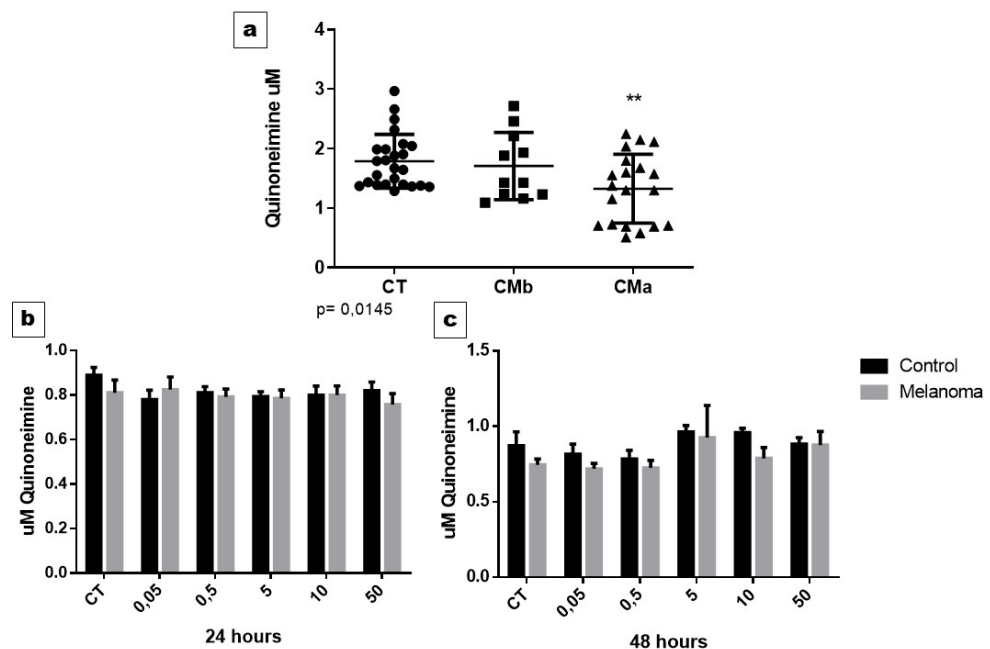 a
Quinoneimine uM
4
3
2
1
0
**
CT CMb CMa
p= 0,0145
b
uM Quinoneimine
1.0
0.8
0.6
0.4
0.2
0.0
CT 0,05 0,5 5 10 50
24 hours
c
uM Quinoneimine
1.5
1.0
0.5
0.0
CT 0,05 0,5 5 10 50
48 hours
Control
Melanoma